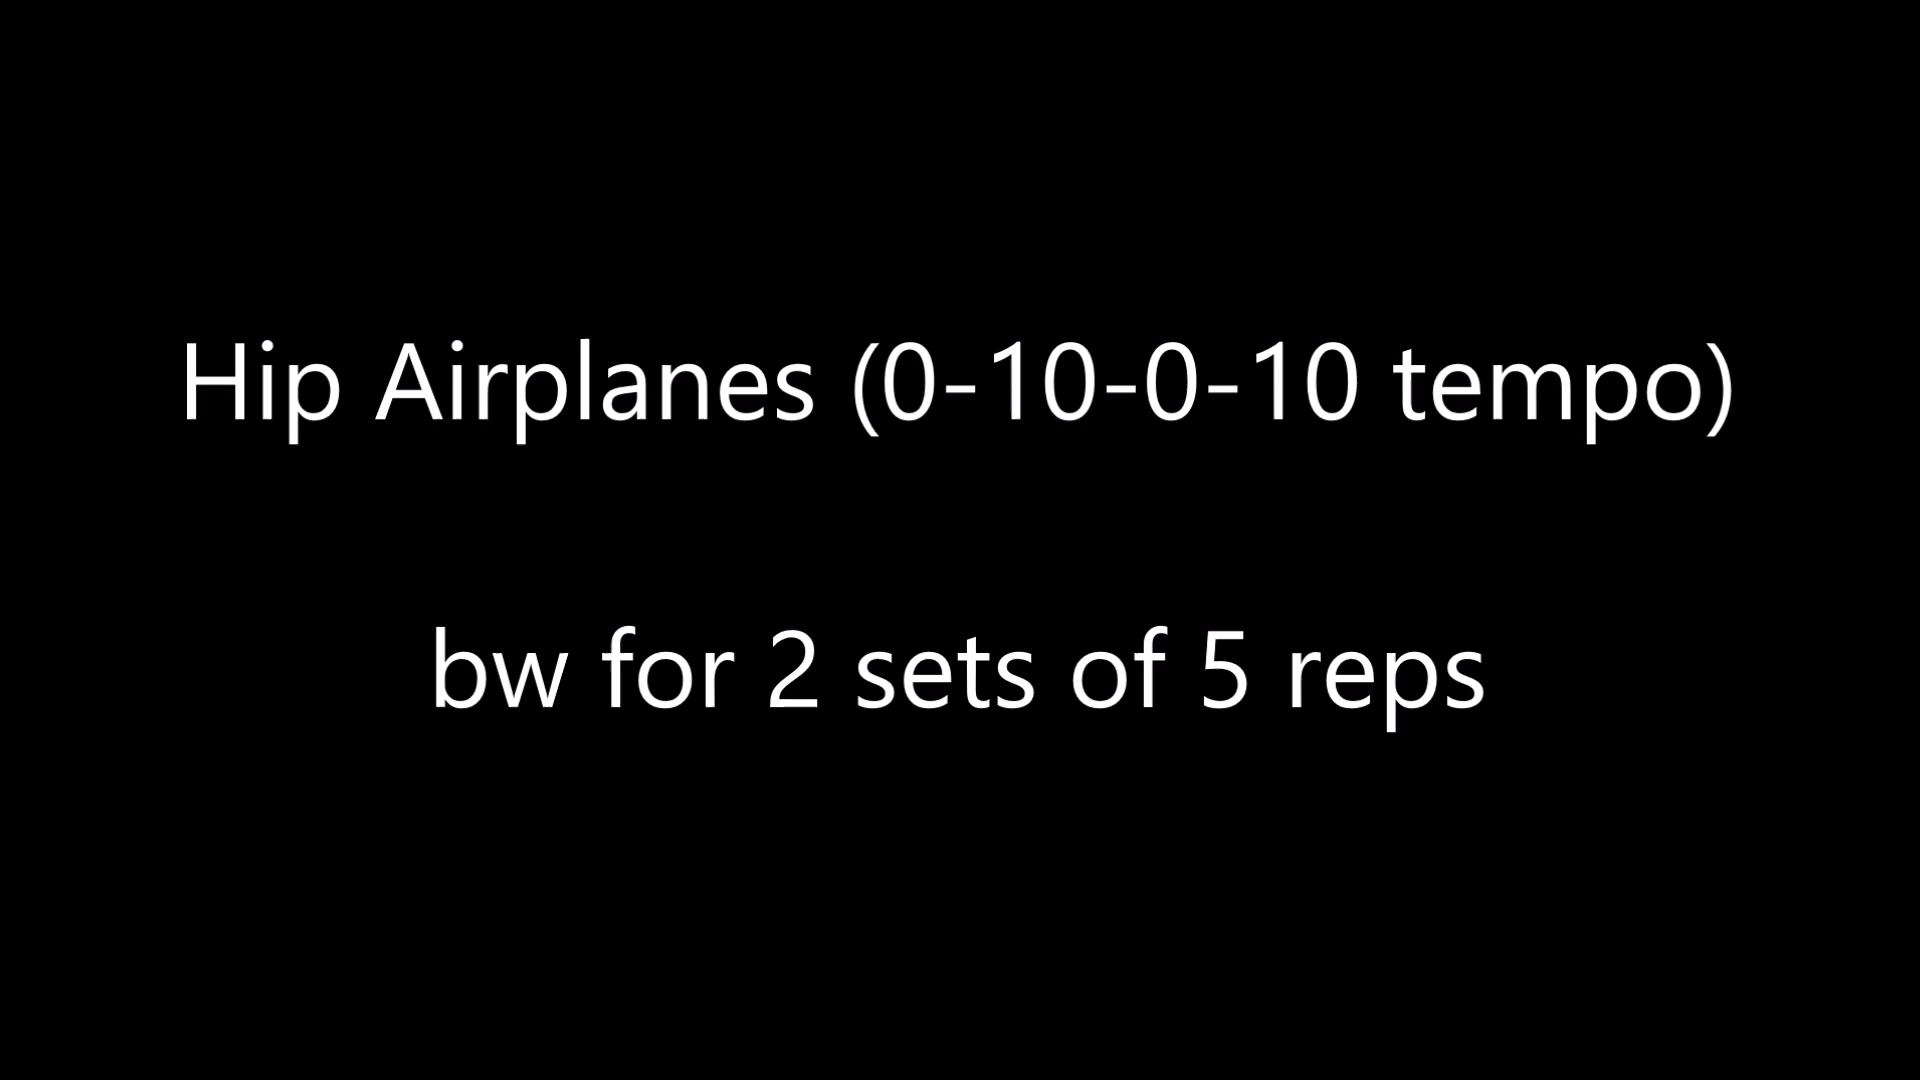 Hip Airplanes (0-10-0-10 tempo)
bw for 2 sets of 5 reps